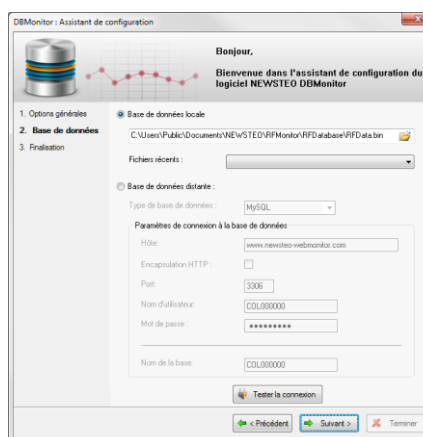 DBMonitor : Assistant de configuration
Bonjour,
Bienvenue dans l'assistant de configuration du
logiciel NEWSTEO DBMonitor
1. Options générales
2. Base de données
3. Finalisation
Base de données locale
C:\Users\Public\Documents\NEWSTEO\RFMonitor\RFDatabase\RFData.bin
Fichiers récents :
Base de données distante :
Type de base de données :
MySQL
Paramètres de connexion à la base de données
Hôte:
www.newsteo-webmonitor.com
Encapsulation HTTP :
Port:
3306
Nom d'utilisateur:
COL000000
Mot de passe :
•••••••••
Nom de la base:
COL000000
Tester la connexion
< Précédent
Suivant >
Terminer